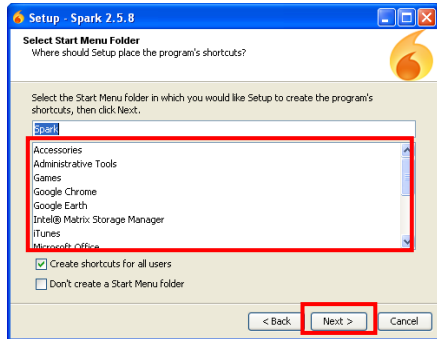 Setup - Spark 2.5.8
Select Start Menu Folder
Where should Setup place the program's shortcuts?
Select the Start Menu folder in which you would like Setup to create the program's
shortcuts, then click Next.
Spark
Accessories
Administrative Tools
Games
Google Chrome
Google Earth
Intel® Matrix Storage Manager
iTunes
Microsoft Office
Create shortcuts for all users
Don't create a Start Menu folder
< Back Next > Cancel